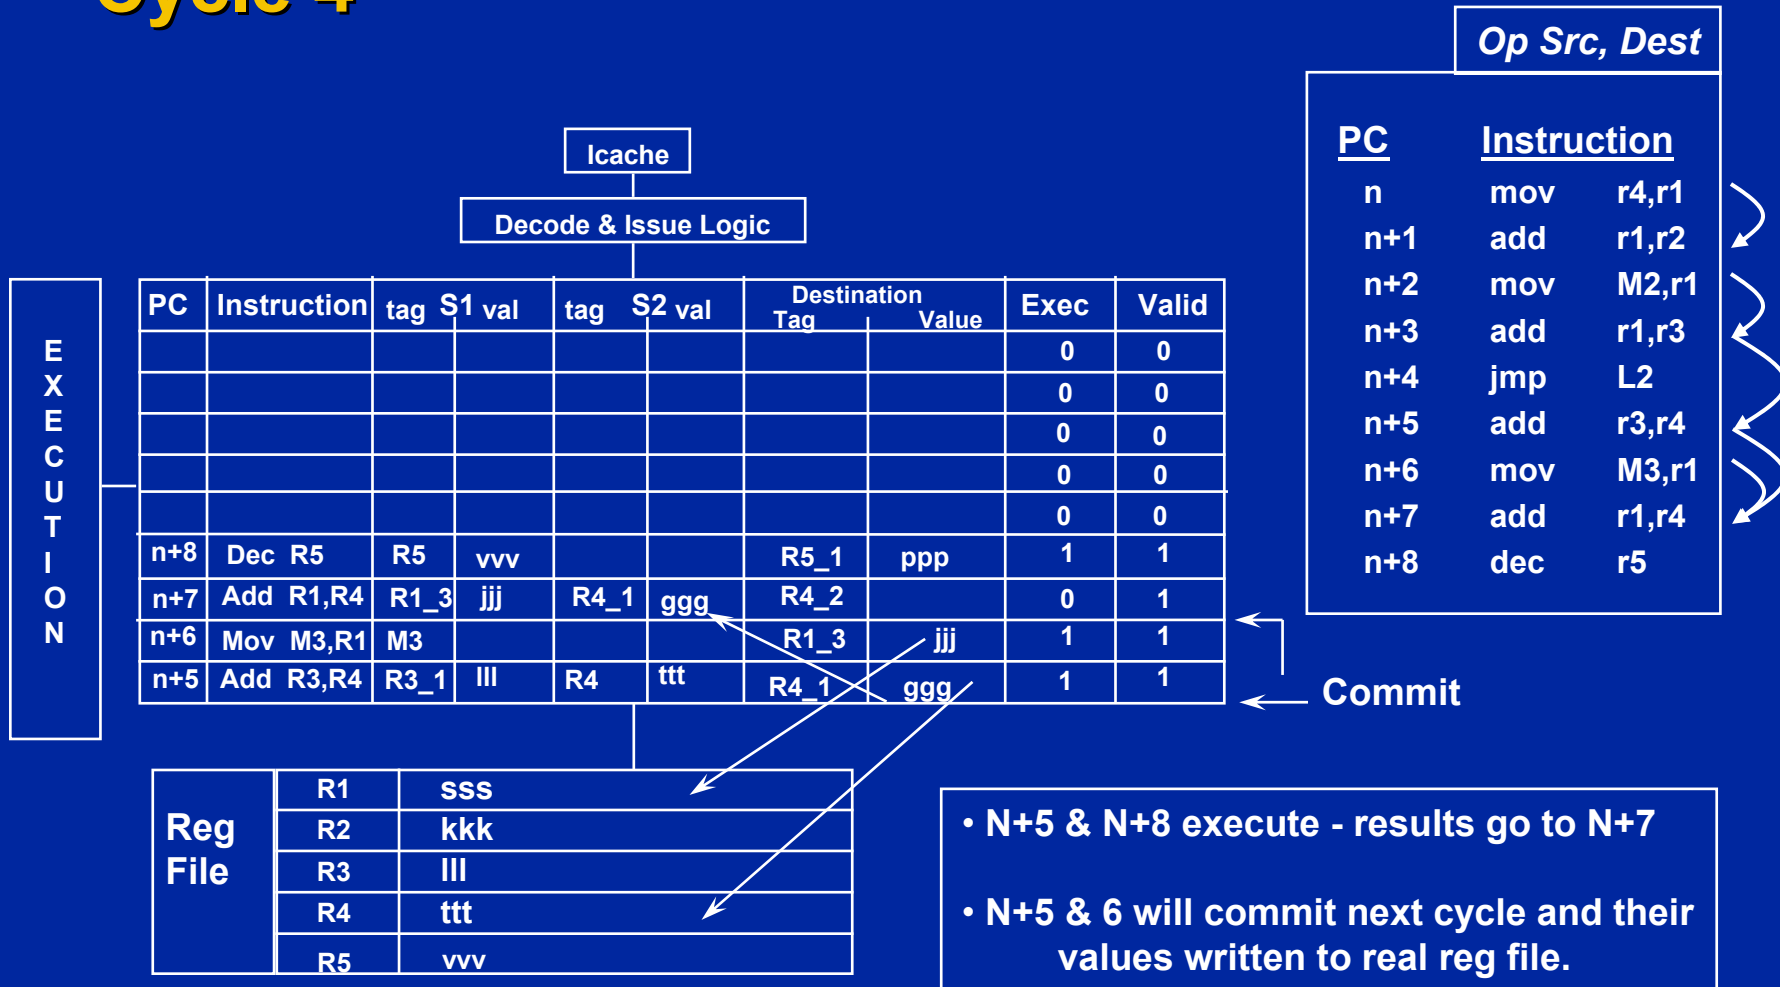 Cycle 4
Op Src, Dest
PC Instruction
n mov r4,r1
n+1 add r1,r2
n+2 mov M2,r1
n+3 add r1,r3
n+4 jmp L2
n+5 add r3,r4
n+6 mov M3,r1
n+7 add r1,r4
n+8 dec r5
Icache
Decode & Issue Logic
EXECUTION
PC Instruction tag S1 val tag S2 val Destination Tag Value Exec Valid
0 0
0 0
0 0
0 0
0 0
n+8 Dec R5 R5 vvv R5_1 ppp 1 1
n+7 Add R1,R4 R1_3 jjj R4_1 ggg R4_2 0 1
n+6 Mov M3,R1 M3 R1_3 jjj 1 1
n+5 Add R3,R4 R3_1 lll R4 ttt R4_1 ggg 1 1
Commit
Reg File
R1 sss
R2 kkk
R3 lll
R4 ttt
R5 vvv
• N+5 & N+8 execute - results go to N+7
• N+5 & 6 will commit next cycle and their
values written to real reg file.